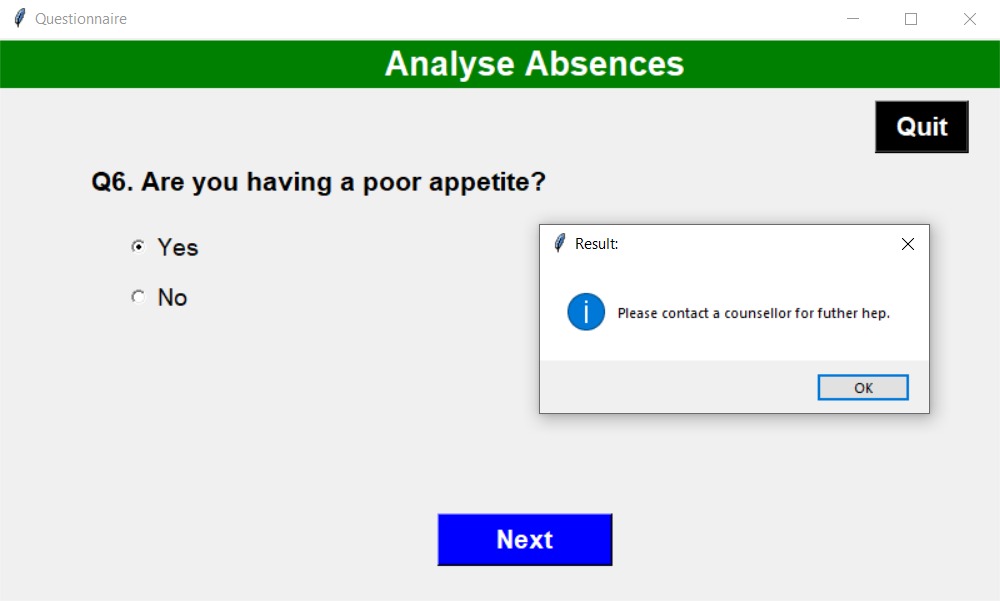 Questionnaire
Analyse Absences
Quit
Q6. Are you having a poor appetite?
Yes
No
Result:
Please contact a counsellor for futher hep.
OK
Next